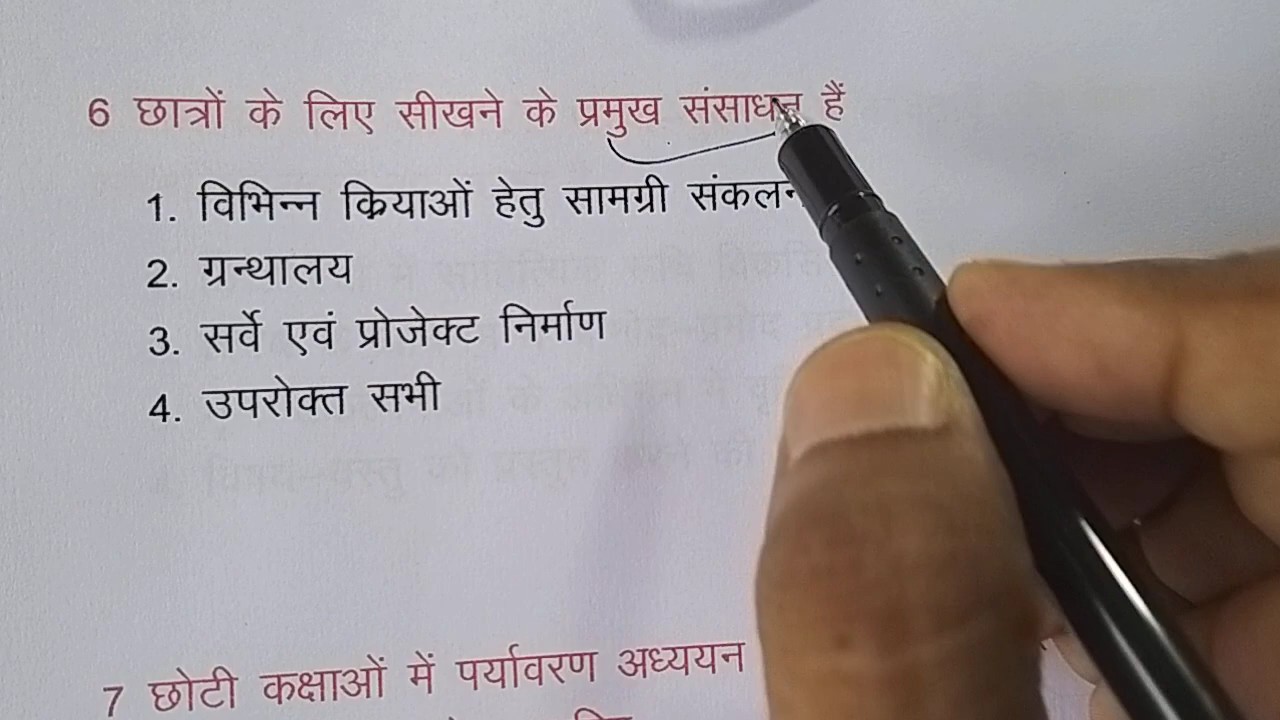 6 छात्रों के लिए सीखने के प्रमुख संसाधन हैं
1. विभिन्न क्रियाओं हेतु सामग्री संकलन
2. ग्रन्थालय
3. सर्वे एवं प्रोजेक्ट निर्माण
4. उपरोक्त सभी
7 छोटी कक्षाओं में पर्यावरण अध्ययन